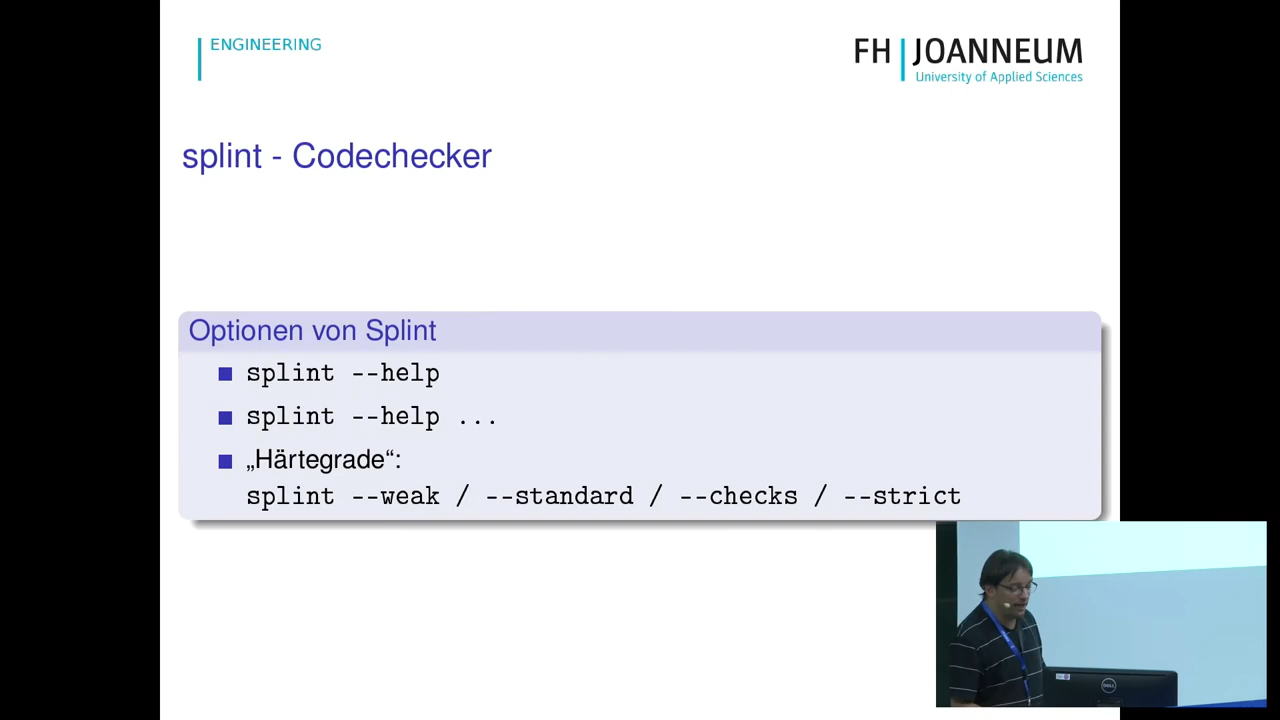 ENGINEERING
FH JOANNEUM
University of Applied Sciences
splint - Codechecker
Optionen von Splint
splint --help
splint --help ...
„Härtegrade“:
splint --weak / --standard / --checks / --strict
DELL